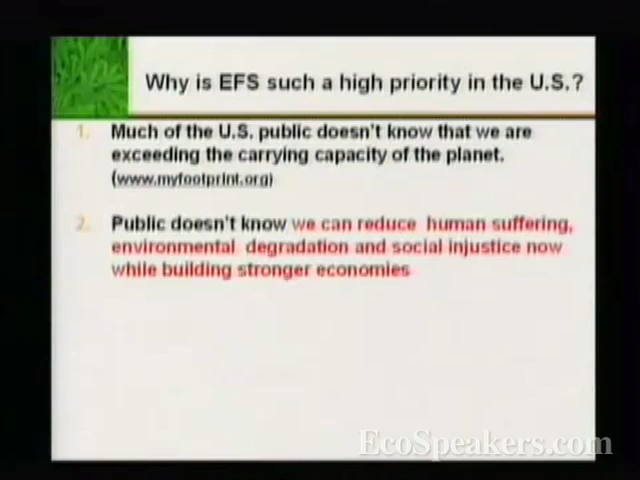 Why is EFS such a high priority in the U.S.?
1. Much of the U.S. public doesn't know that we are
exceeding the carrying capacity of the planet.
(www.myfootprint.org)
2. Public doesn't know we can reduce human suffering,
environmental degradation and social injustice now
while building stronger economies
EcoSpeakers.com